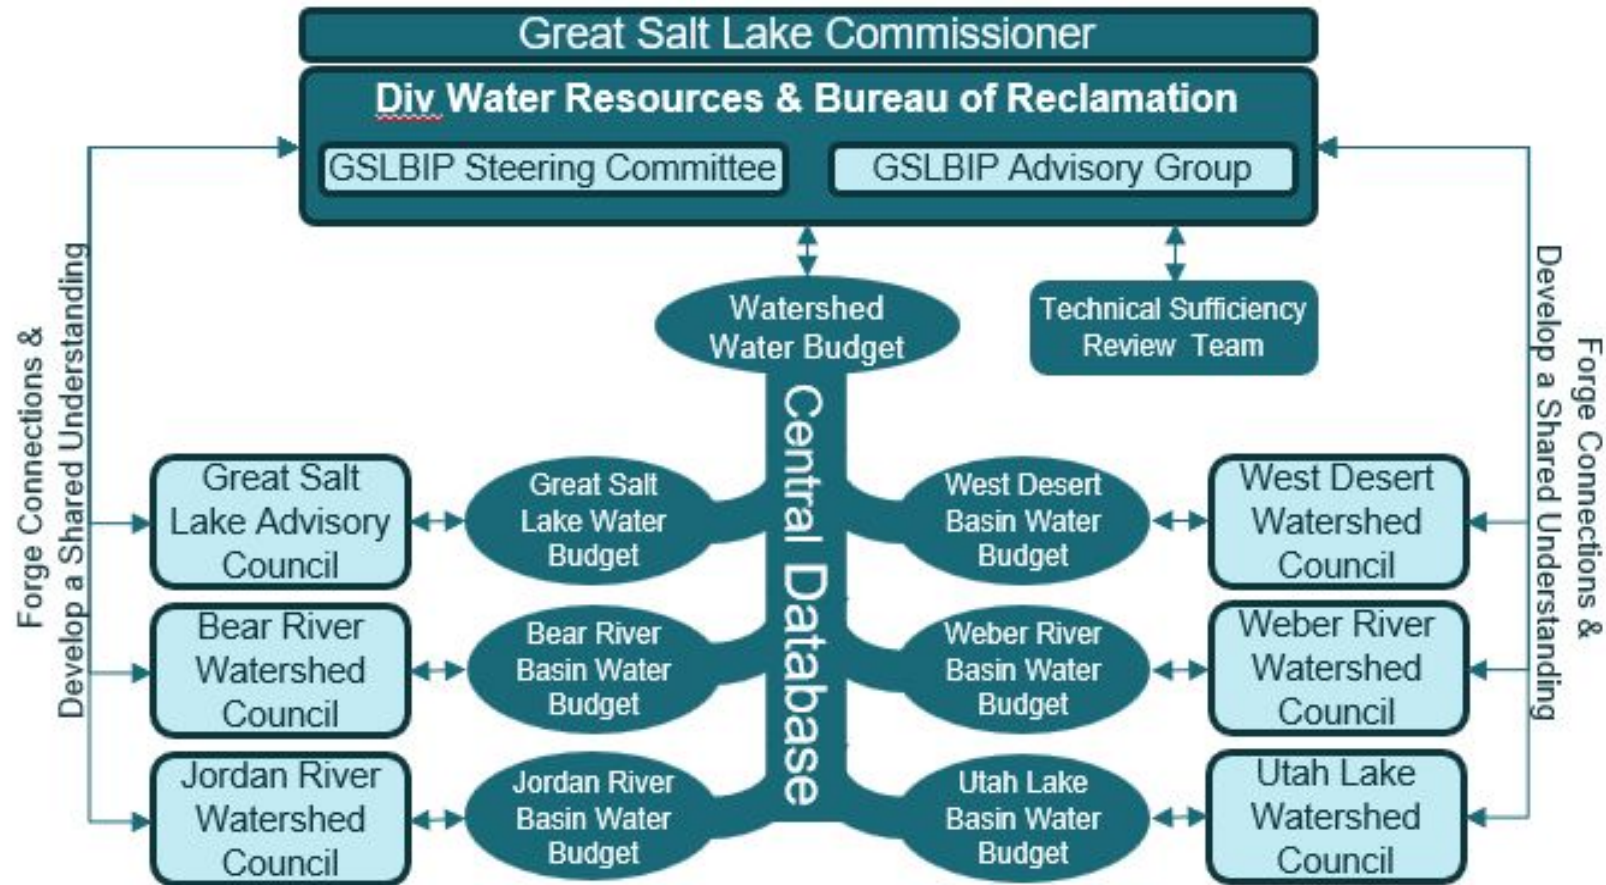 Great Salt Lake Commissioner
Div Water Resources & Bureau of Reclamation
GSLBIP Steering Committee
GSLBIP Advisory Group
Forge Connections &
Develop a Shared Understanding
Watershed
Water Budget
Technical Sufficiency
Review Team
Central Database
Great Salt
Lake Advisory
Council
Great Salt
Lake Water
Budget
West Desert
Basin Water
Budget
West Desert
Watershed
Council
Bear River
Watershed
Council
Bear River
Basin Water
Budget
Weber River
Basin Water
Budget
Weber River
Watershed
Council
Jordan River
Watershed
Council
Jordan River
Basin Water
Budget
Utah Lake
Basin Water
Budget
Utah Lake
Watershed
Council
Forge Connections &
Develop a Shared Understanding